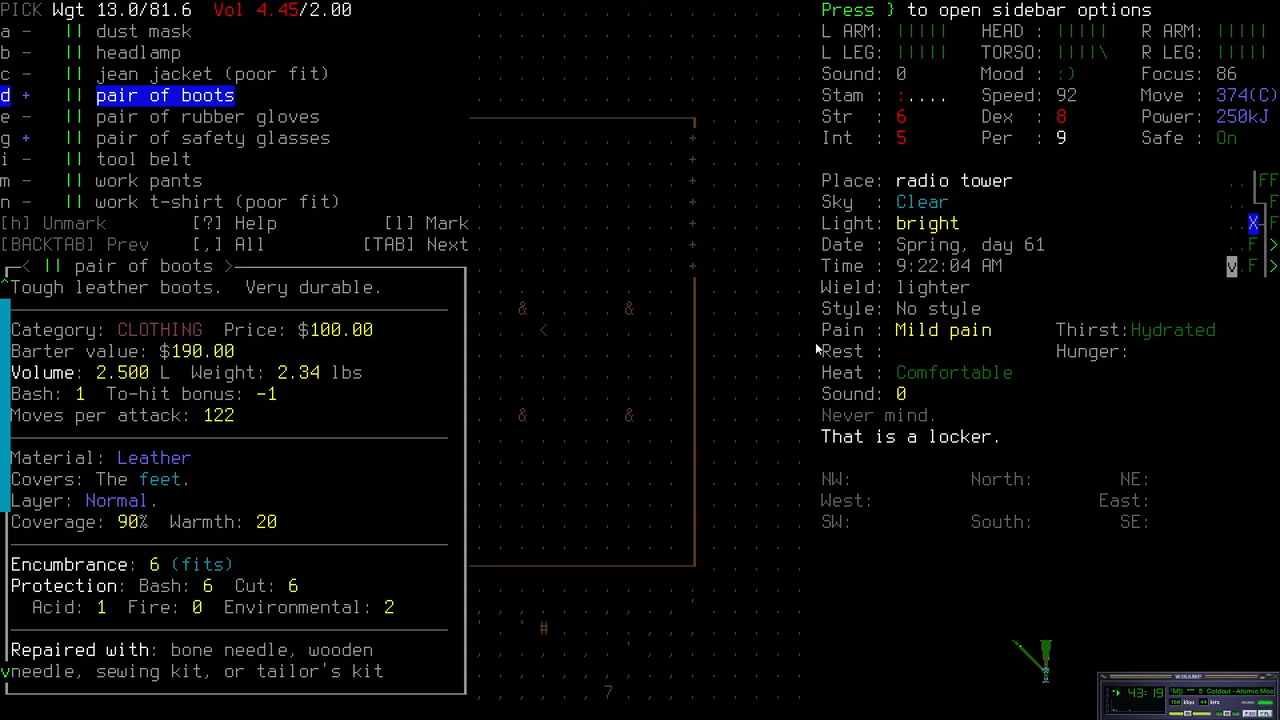 PICK Wgt 13.0/81.6  Vol 4.45/2.00
a -  || dust mask
b -  || headlamp
c -  || jean jacket (poor fit)
d +  || pair of boots
e -  || pair of rubber gloves
g +  || pair of safety glasses
i -  || tool belt
m -  || work pants
n -  || work t-shirt (poor fit)
[h] Unmark [?] Help [l] Mark
[BACKTAB] Prev [,] All [TAB] Next
< || pair of boots >
Tough leather boots.  Very durable.
Category: CLOTHING  Price: $100.00
Barter value: $190.00
Volume: 2.500 L  Weight: 2.34 lbs
Bash: 1  To-hit bonus: -1
Moves per attack: 122
Material: Leather
Covers: The feet.
Layer: Normal.
Coverage: 90%  Warmth: 20
Encumbrance: 6 (fits)
Protection: Bash: 6  Cut: 6
Acid: 1  Fire: 0  Environmental: 2
Repaired with: bone needle, wooden
needle, sewing kit, or tailor's kit
Press } to open sidebar options
L ARM: ||||| HEAD : ||||| R ARM: |||||
L LEG: ||||| TORSO: ||||\ R LEG: |||||
Sound: 0 Mood : :) Focus: 86
Stam : :.... Speed: 92 Move : 374(C)
Str : 6 Dex : 8 Power: 250kJ
Int : 5 Per : 9 Safe : On
Place: radio tower
Sky : Clear
Light: bright
Date : Spring, day 61
Time : 9:22:04 AM
Wield: lighter
Style: No style
Pain : Mild pain Thirst:Hydrated
Rest : Hunger:
Heat : Comfortable
Sound: 0
Never mind.
That is a locker.
NW: North: NE:
West: East:
SW: South: SE:
WINAMP
43:19